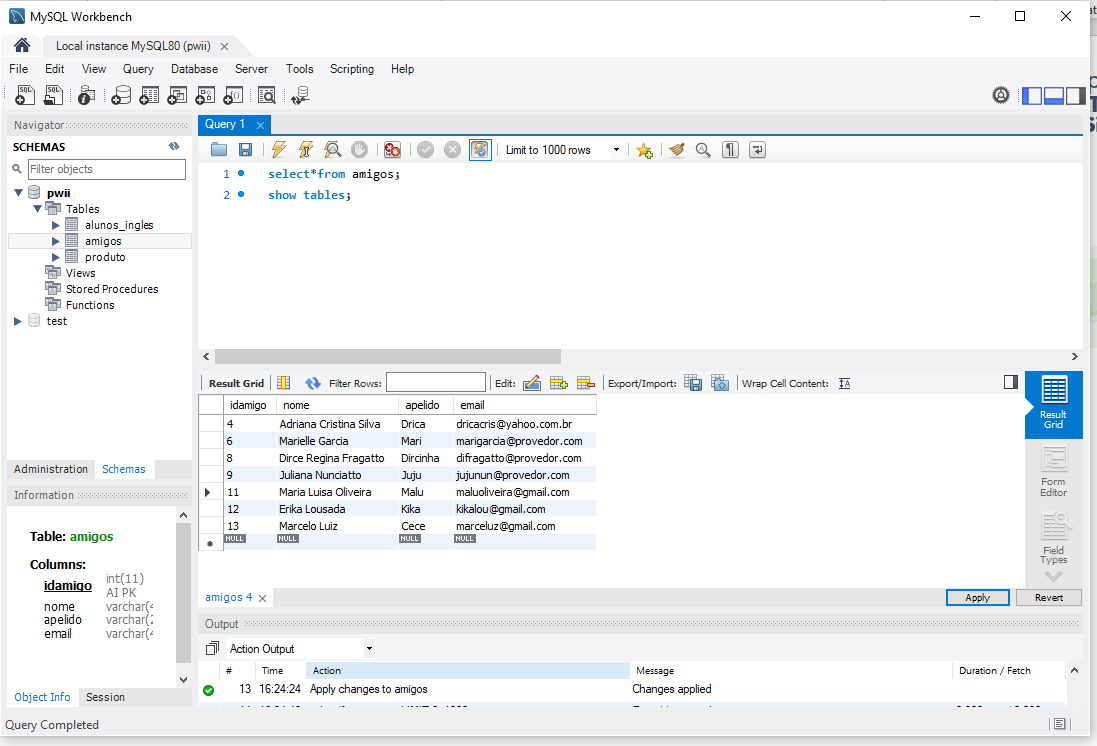 MySQL Workbench
Local instance MySQL80 (pwii)
File Edit View Query Database Server Tools Scripting Help
Navigator
SCHEMAS
Filter objects
pwii
Tables
alunos_ingles
amigos
produto
Views
Stored Procedures
Functions
test
Administration Schemas
Information
Table: amigos
Columns:
idamigo int(11)
AI PK
nome varchar(4
apelido varchar(2
email varchar(4
Object Info Session
Query 1
Limit to 1000 rows
1 select*from amigos;
2 show tables;
Result Grid Filter Rows: Edit: Export/Import: Wrap Cell Content: IA
idamigo nome apelido email
4 Adriana Cristina Silva Drica dricacris@yahoo.com.br
6 Marielle Garcia Mari marigarcia@provedor.com
8 Dirce Regina Fragatto Dircinha difragatto@provedor.com
9 Juliana Nunciatto Juju jujunun@provedor.com
11 Maria Luisa Oliveira Malu maluoliveira@gmail.com
12 Erika Lousada Kika kikalou@gmail.com
13 Marcelo Luiz Cece marceluz@gmail.com
NULL NULL NULL NULL
Result
Grid
Form
Editor
Field
Types
amigos 4
Apply Revert
Output
Action Output
# Time Action Message Duration / Fetch
13 16:24:24 Apply changes to amigos Changes applied
Query Completed